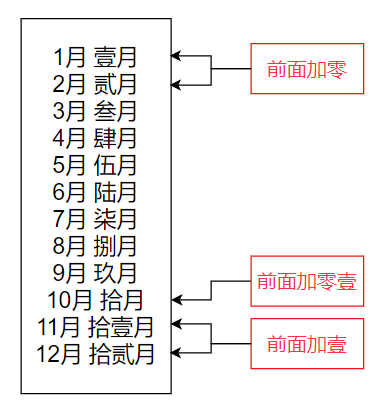 1月 壹月
2月 贰月
3月 叁月
4月 肆月
5月 伍月
6月 陆月
7月 柒月
8月 捌月
9月 玖月
10月 拾月
11月 拾壹月
12月 拾贰月
前面加零
前面加零壹
前面加壹